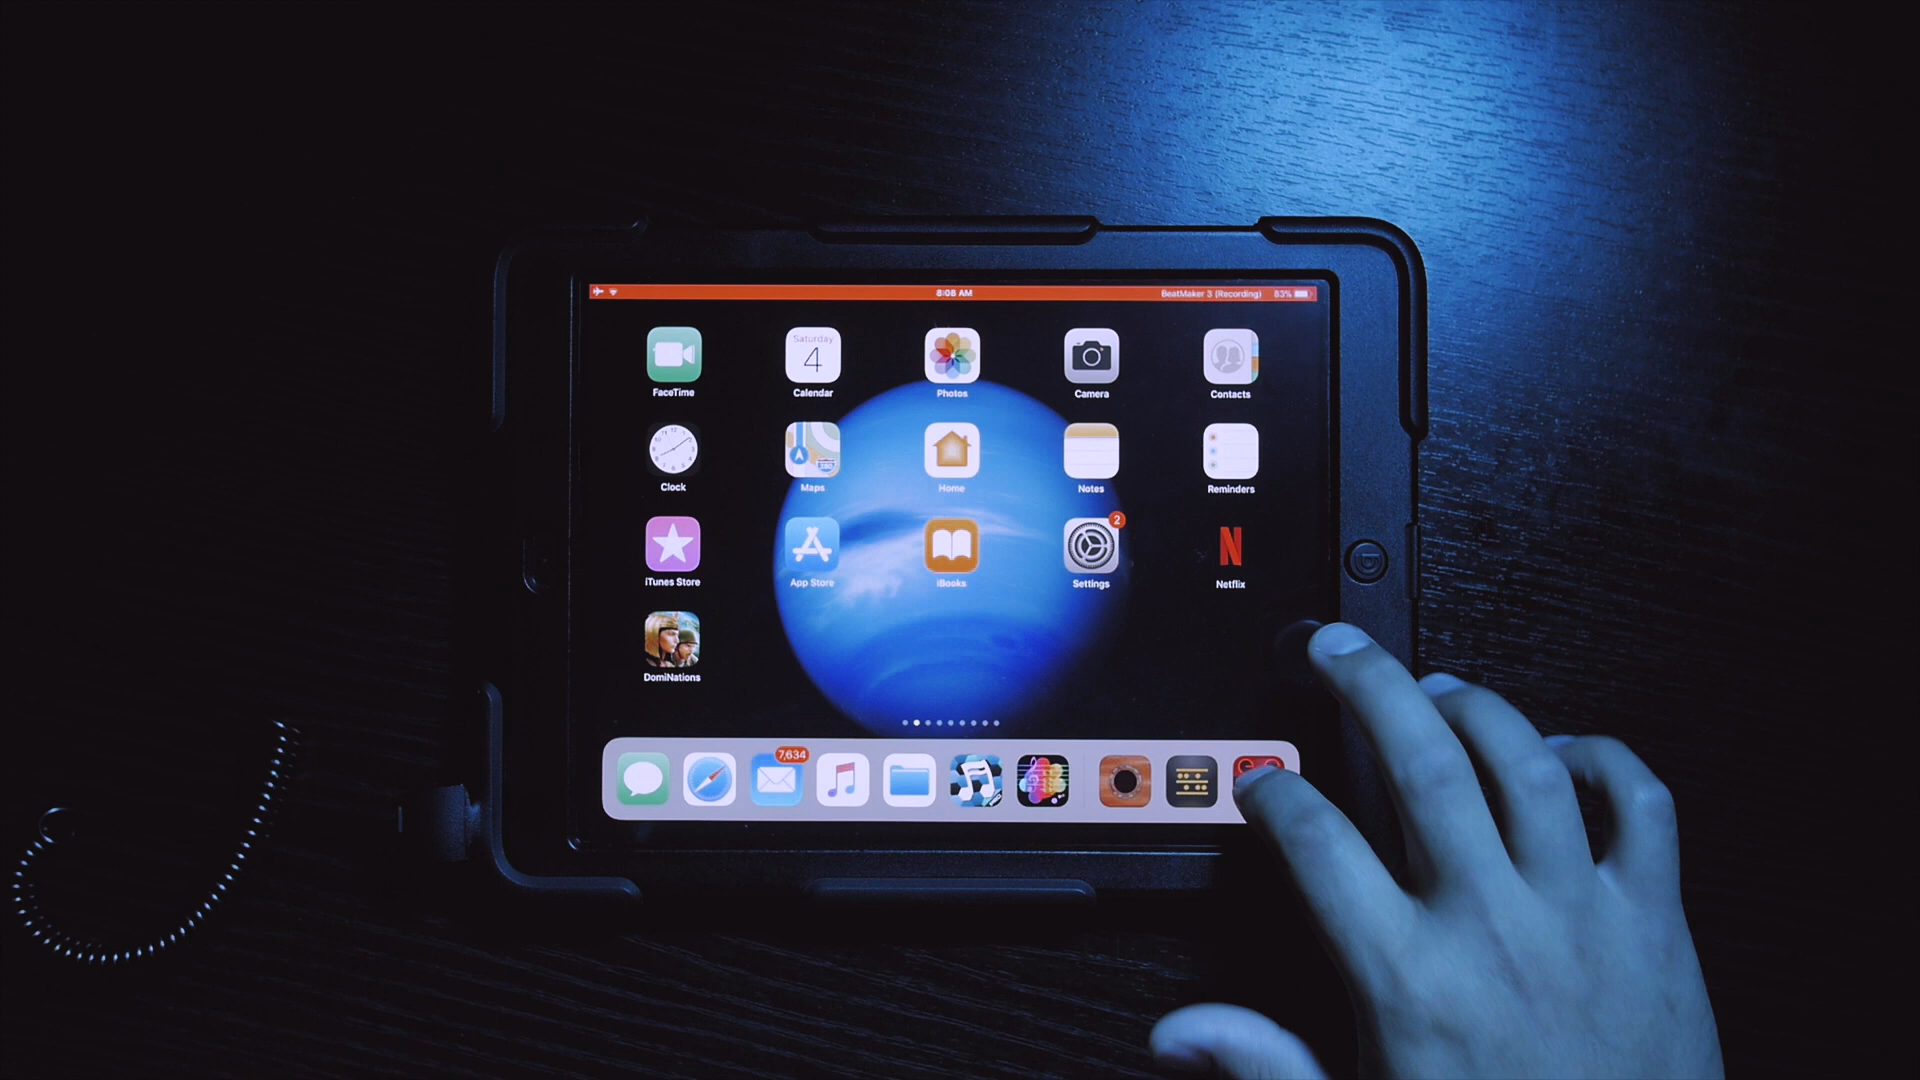 8:08 AM BeatMaker 3 (Recording) 83%
Saturday
4
FaceTime Calendar Photos Camera Contacts
Clock Maps Home Notes Reminders
2
N
iTunes Store App Store iBooks Settings Netflix
DomiNations
7,634